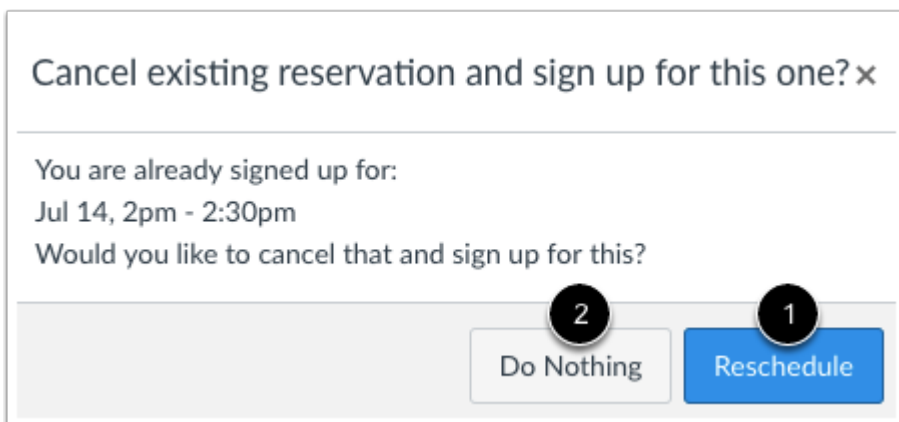 Cancel existing reservation and sign up for this one? ×
You are already signed up for:
Jul 14, 2pm - 2:30pm
Would you like to cancel that and sign up for this?
2 1
Do Nothing Reschedule